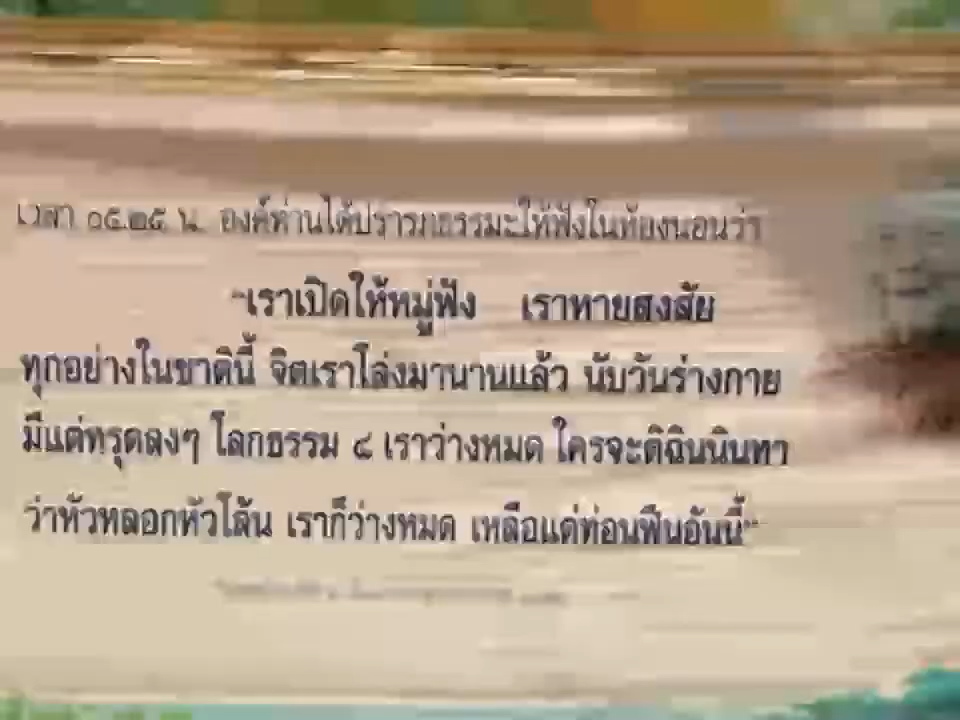 เวลา ๐๕.๒๕ น. องค์ท่านได้ปรารภธรรมะให้ฟังในห้องนอนว่า
"เราเปิดให้หมู่ฟัง เราหายสงสัย
ทุกอย่างในชาตินี้ จิตเราโล่งมานานแล้ว นับวันร่างกาย
มีแต่ทรุดลงๆ โลกธรรม ๘ เราว่างหมด ใครจะติฉินนินทา
ว่าหัวหลอกหัวโล้น เราก็ว่างหมด เหลือแต่ท่อนฟืนอันนี้"